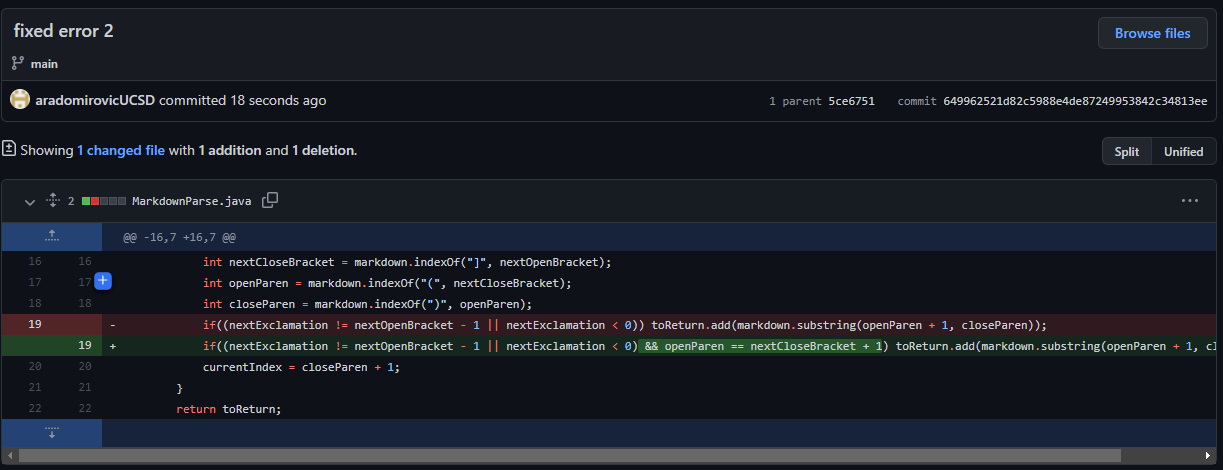 fixed error 2
Browse files
main
aradomirovicUCSD committed 18 seconds ago
1 parent 5ce6751 commit 649962521d82c5988e4de87249953842c34813ee
Showing 1 changed file with 1 addition and 1 deletion.
Split Unified
2 MarkdownParse.java
@@ -16,7 +16,7 @@
16 16 int nextCloseBracket = markdown.indexOf("]", nextOpenBracket);
17 17 + int openParen = markdown.indexOf("(", nextCloseBracket);
18 18 int closeParen = markdown.indexOf(")", openParen);
19 - if((nextExclamation != nextOpenBracket - 1 || nextExclamation < 0)) toReturn.add(markdown.substring(openParen + 1, closeParen));
19 + if((nextExclamation != nextOpenBracket - 1 || nextExclamation < 0) && openParen == nextCloseBracket + 1) toReturn.add(markdown.substring(openParen + 1, cl
20 20 currentIndex = closeParen + 1;
21 21 }
22 22 return toReturn;